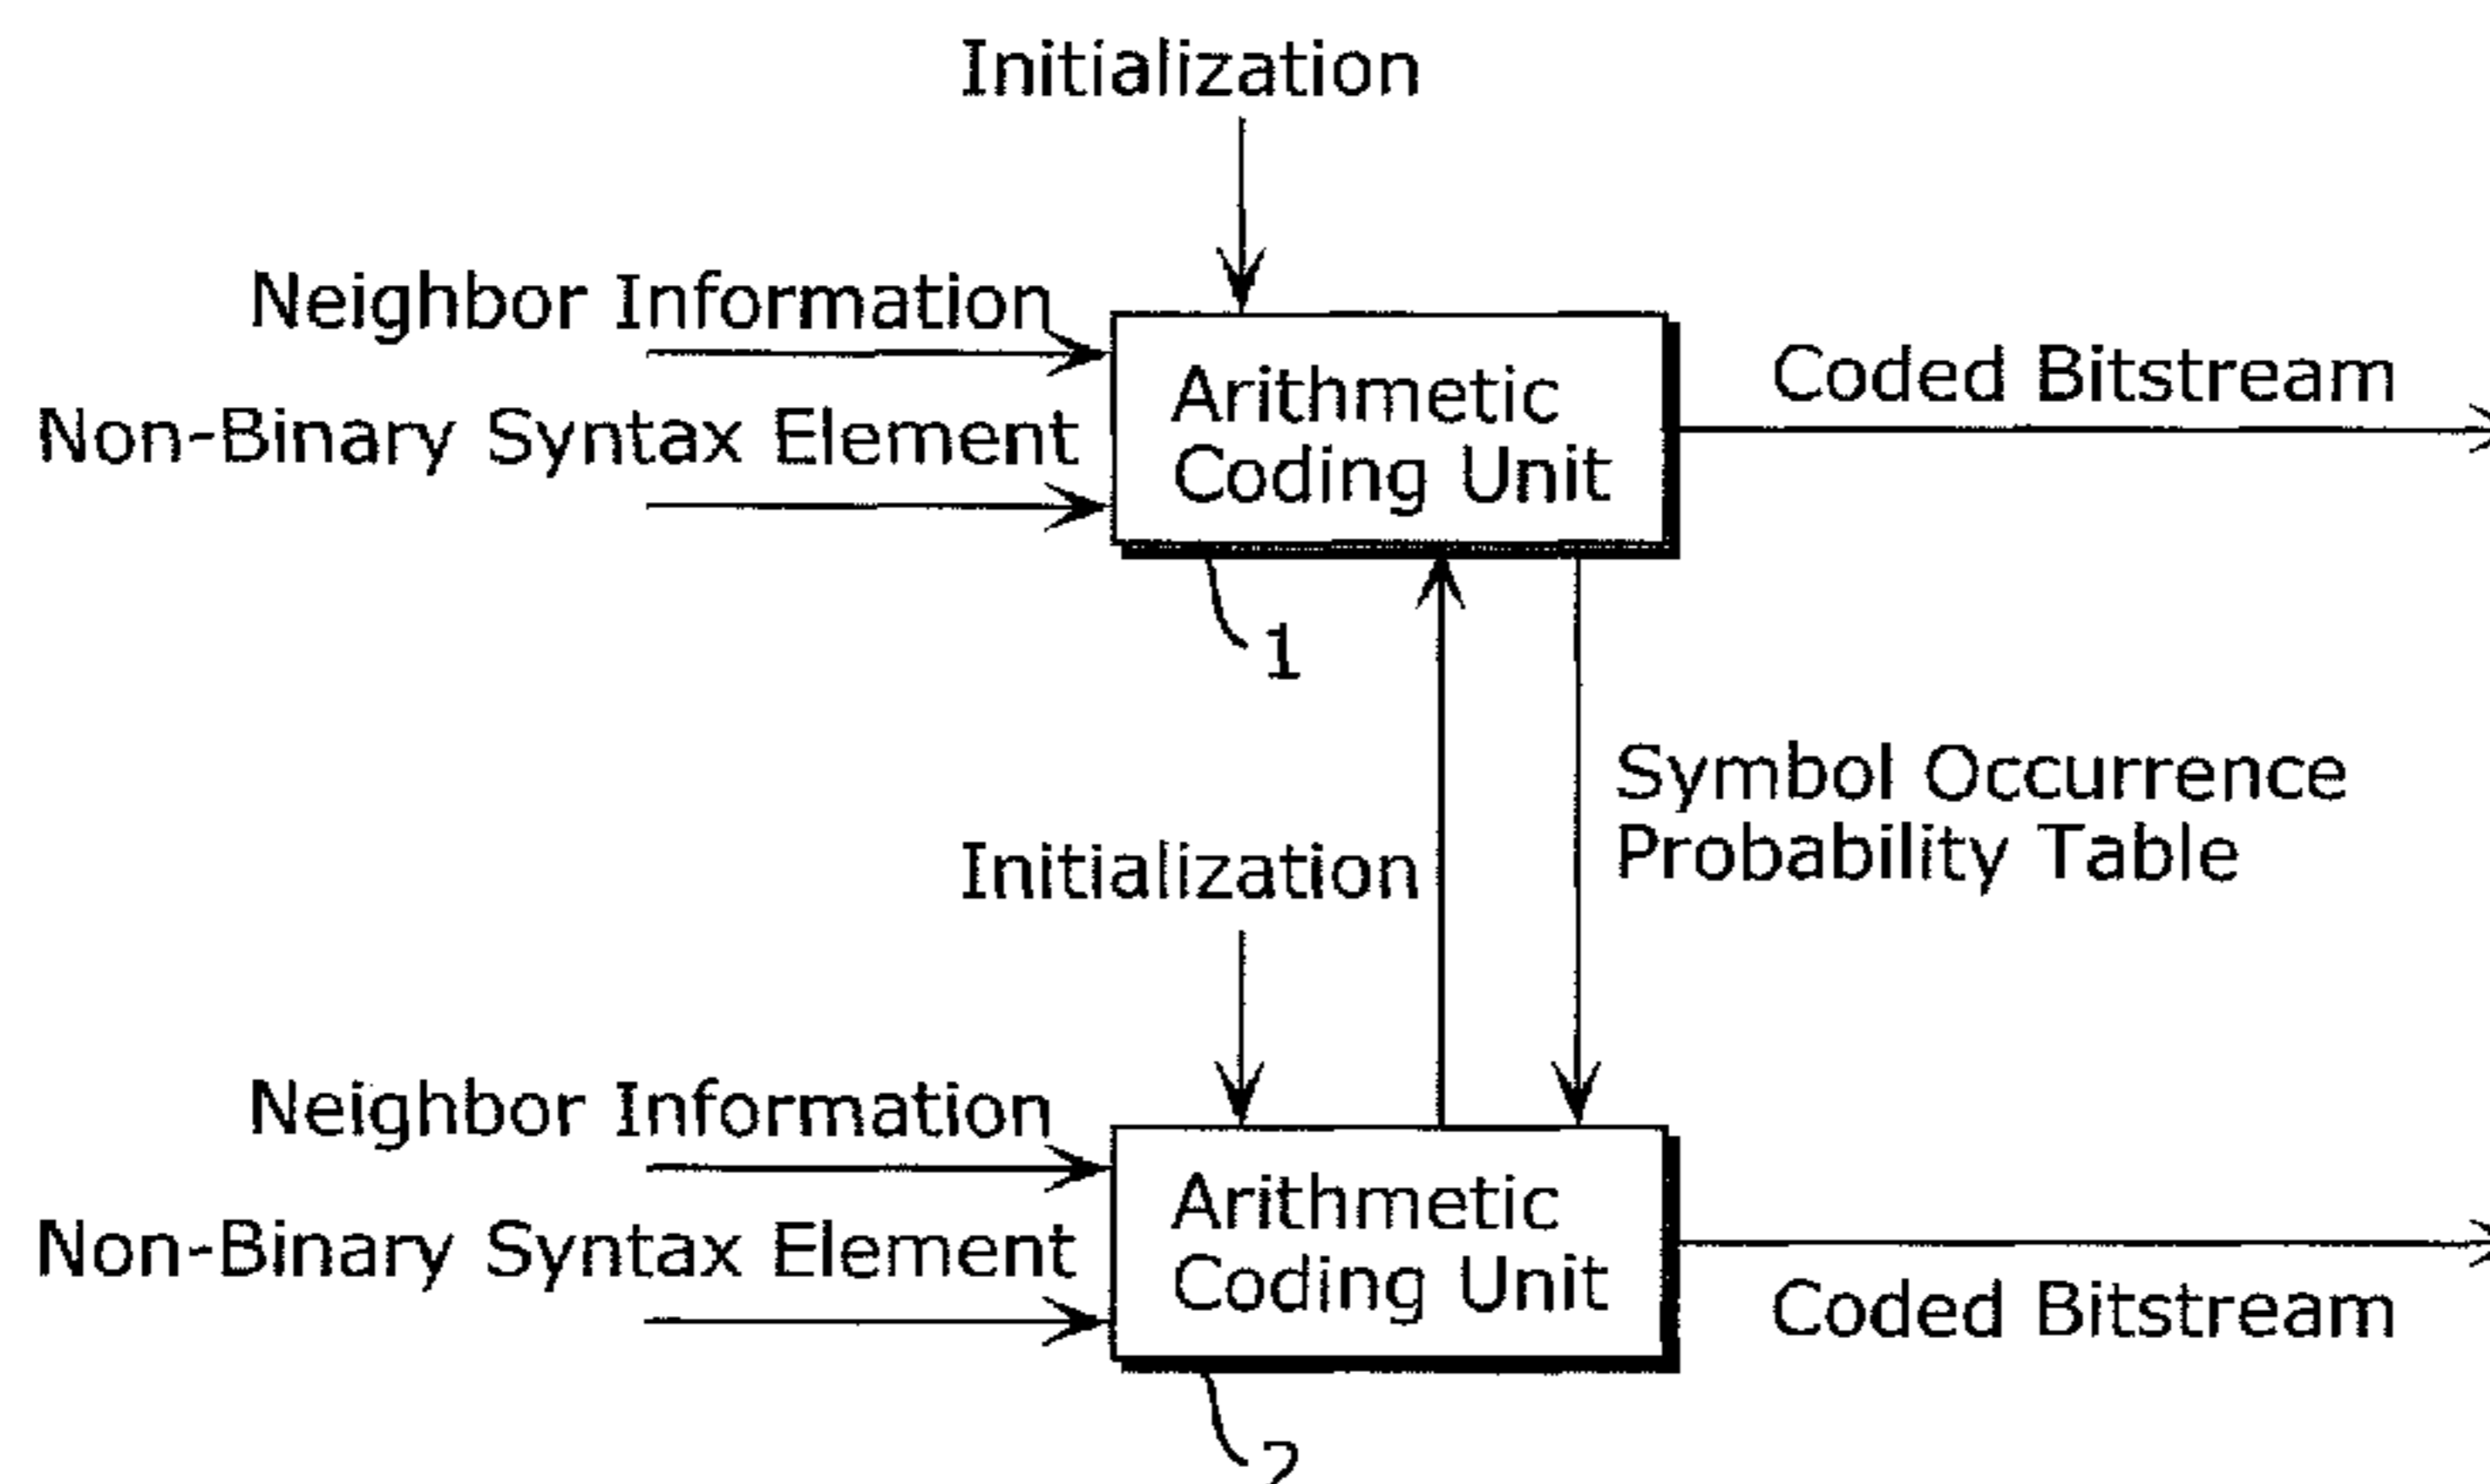 Initialization
Neighbor Information
Non-Binary Syntax Element
Arithmetic
Coding Unit
Coded Bitstream
1
Symbol Occurrence
Probability Table
Initialization
Neighbor Information
Non-Binary Syntax Element
Arithmetic
Coding Unit
Coded Bitstream
2